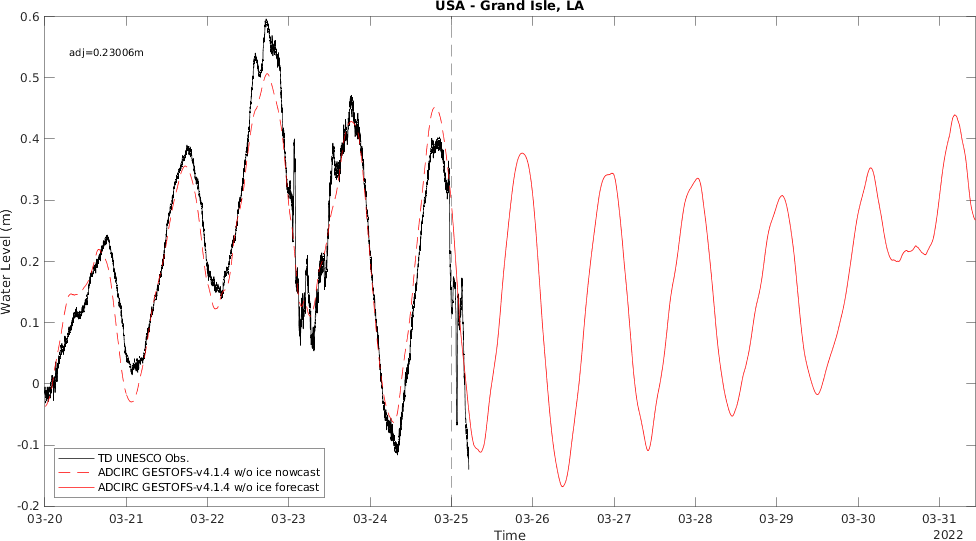 USA - Grand Isle, LA
adj=0.23006m
0.6
0.5
0.4
0.3
0.2
0.1
0
-0.1
-0.2
Water Level (m)
TD UNESCO Obs.
ADCIRC GESTOFS-v4.1.4 w/o ice nowcast
ADCIRC GESTOFS-v4.1.4 w/o ice forecast
03-20 03-21 03-22 03-23 03-24 03-25 03-26 03-27 03-28 03-29 03-30 03-31
Time
2022